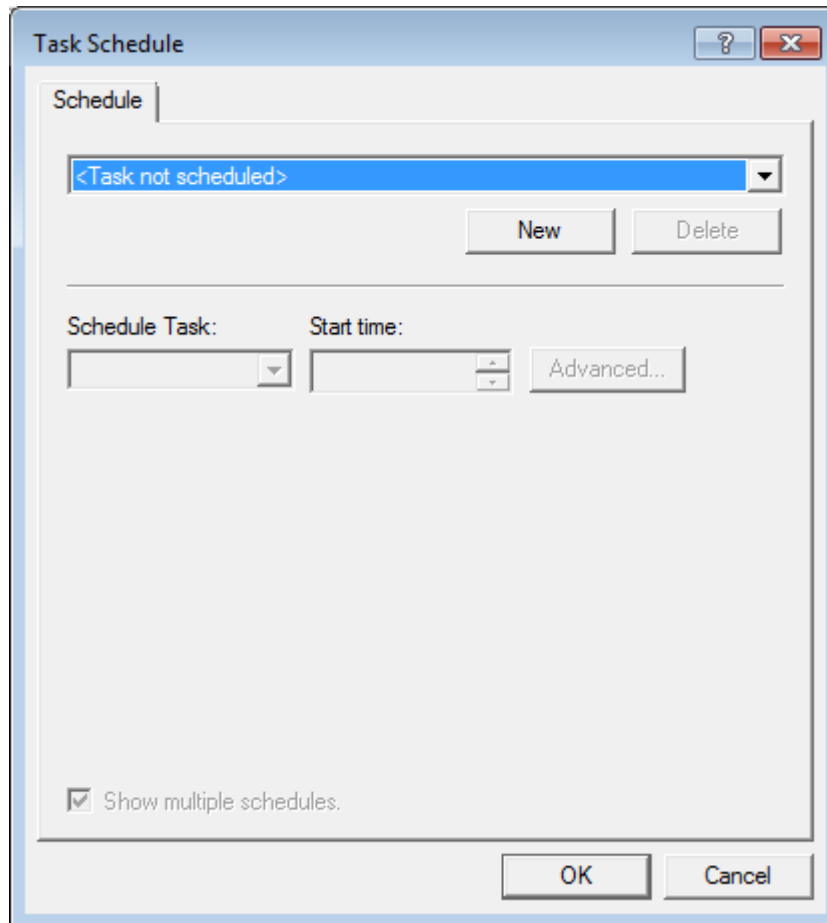 Task Schedule
Schedule
<Task not scheduled>
New Delete
Schedule Task: Start time:
Advanced...
Show multiple schedules.
OK Cancel